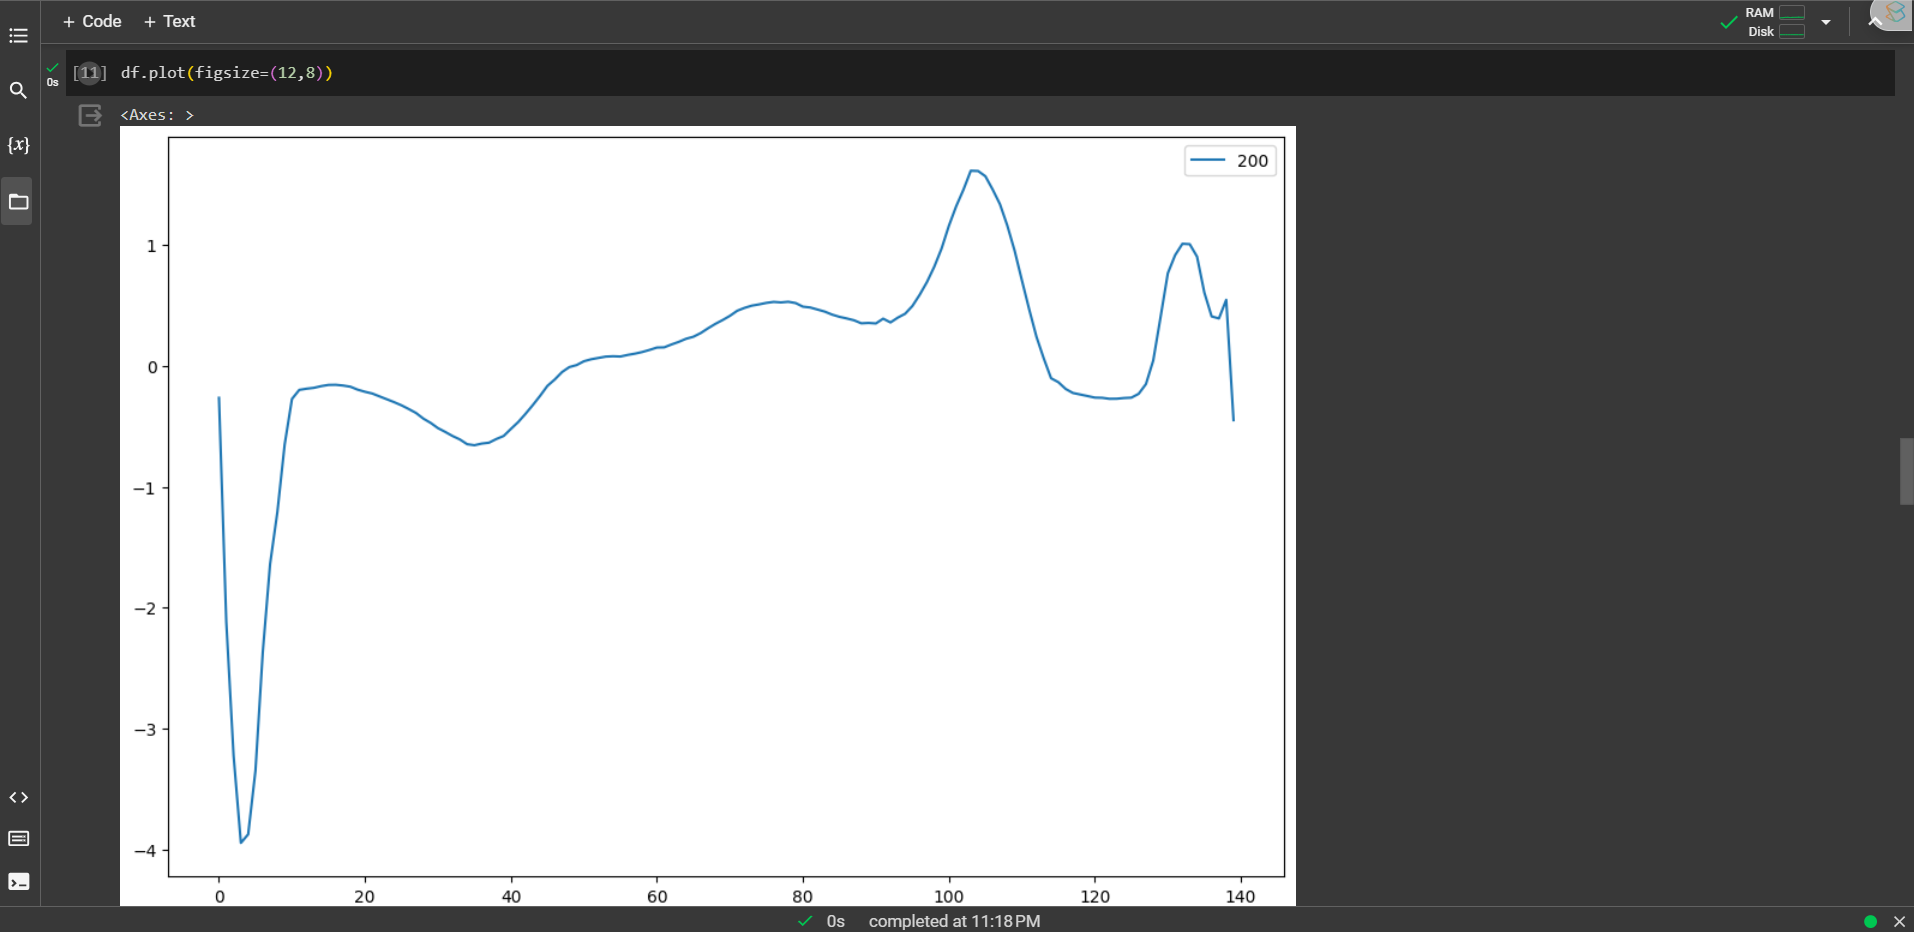 + Code + Text
RAM
Disk
0s
[11] df.plot(figsize=(12,8))
<Axes: >
{x}
200
1
0
−1
−2
−3
−4
0 20 40 60 80 100 120 140
0s completed at 11:18 PM